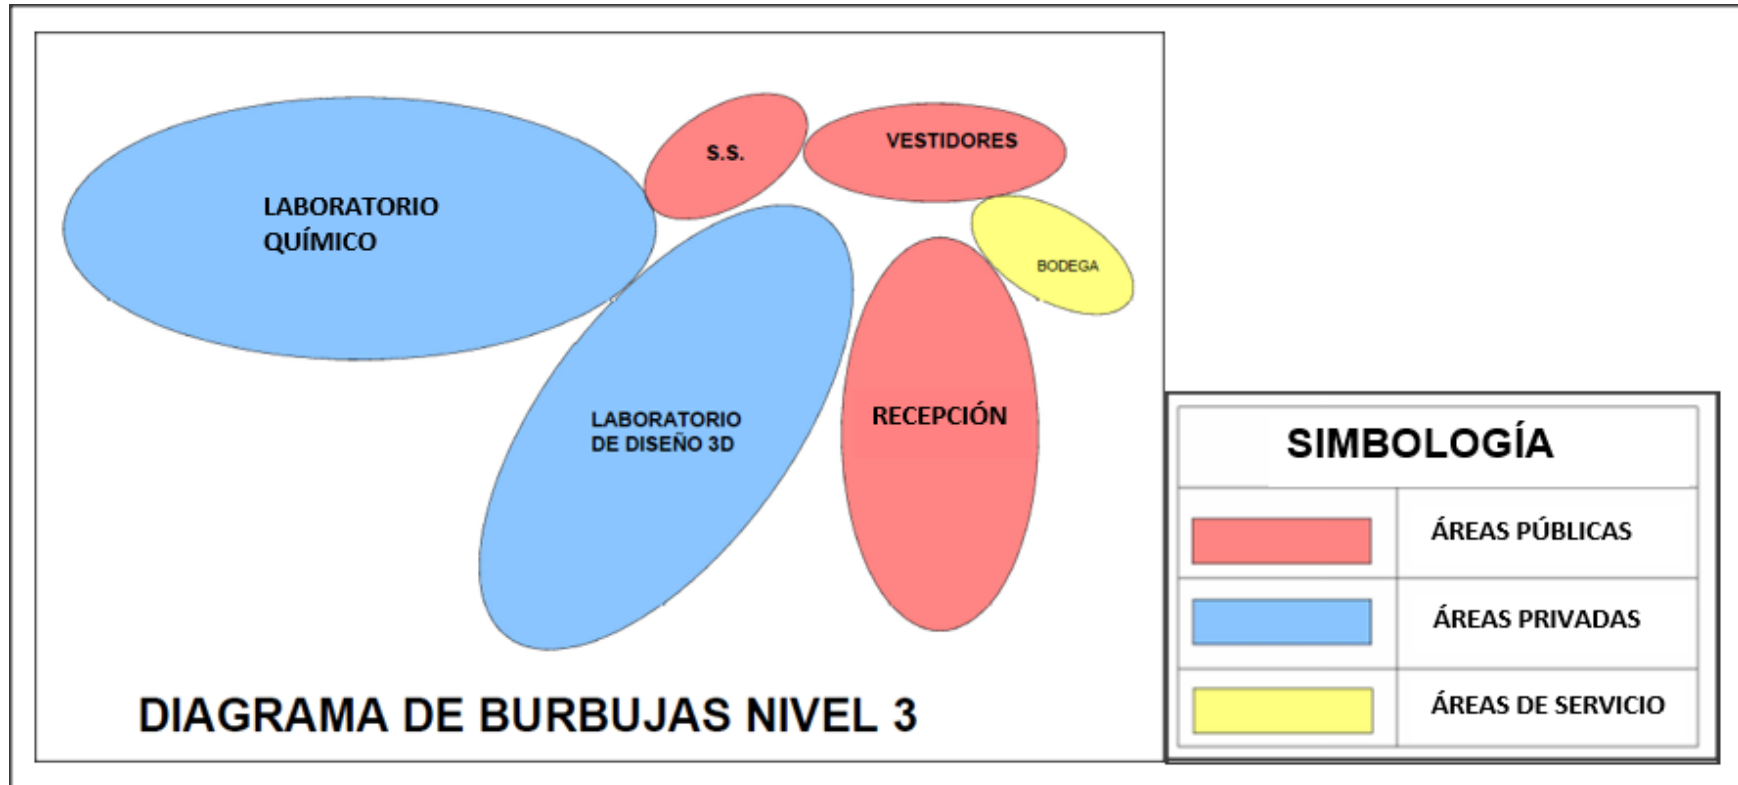 S.S.
VESTIDORES
LABORATORIO
QUÍMICO
BODEGA
LABORATORIO
DE DISEÑO 3D
RECEPCIÓN
DIAGRAMA DE BURBUJAS NIVEL 3
SIMBOLOGÍA
ÁREAS PÚBLICAS
ÁREAS PRIVADAS
ÁREAS DE SERVICIO